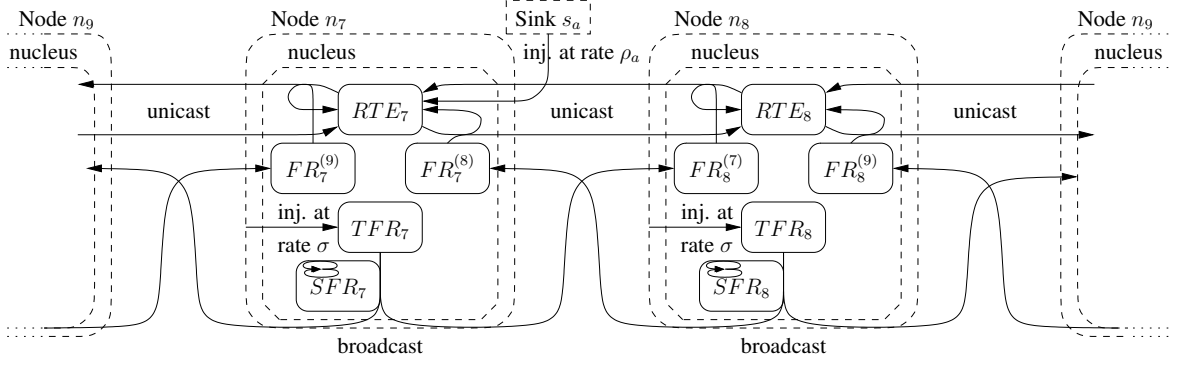 Node n₉
Node n₇
Sink sₐ
Node n₈
Node n₉
nucleus
nucleus
inj. at rate ρₐ
nucleus
nucleus
unicast
RTE₇
unicast
RTE₈
unicast
FR₇⁽⁹⁾
FR₇⁽⁸⁾
FR₈⁽⁷⁾
FR₈⁽⁹⁾
inj. at
rate σ
TFR₇
inj. at
rate σ
TFR₈
SFR₇
SFR₈
broadcast
broadcast